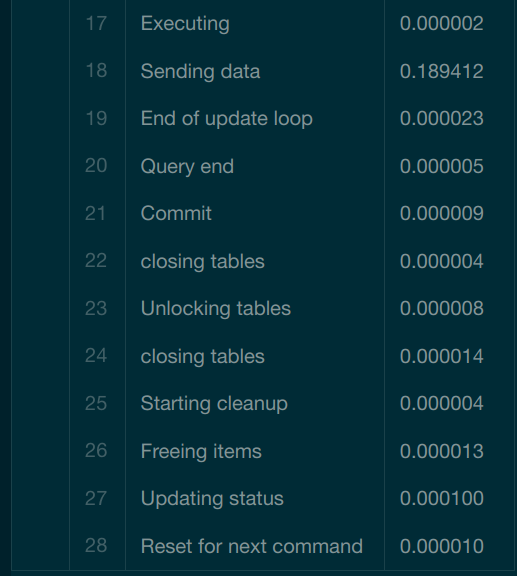 17 Executing 0.000002
18 Sending data 0.189412
19 End of update loop 0.000023
20 Query end 0.000005
21 Commit 0.000009
22 closing tables 0.000004
23 Unlocking tables 0.000008
24 closing tables 0.000014
25 Starting cleanup 0.000004
26 Freeing items 0.000013
27 Updating status 0.000100
28 Reset for next command 0.000010